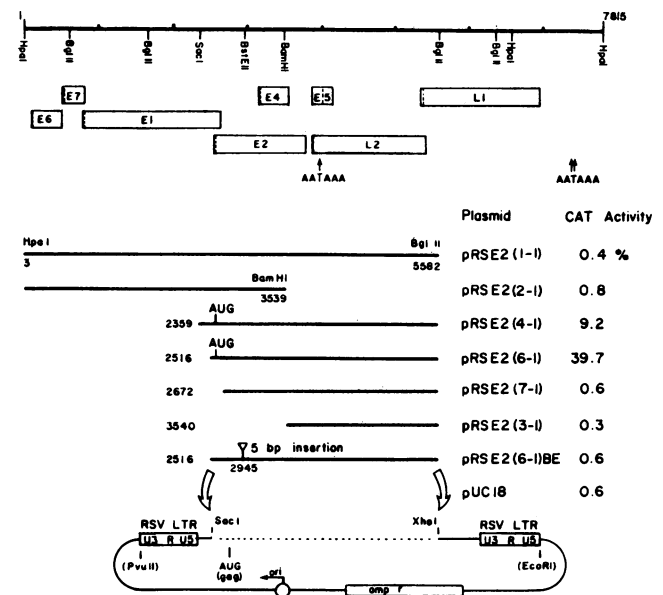 1 7815
HpaI BglII BglII SacI BstEII BamHI BglII BglII HpaI HpaI
E7 E4 E5 L1
E6 E1
E2 L2
AATAAA AATAAA
Plasmid CAT Activity
HpaI BglII
3 5582 pRSE2(1-1) 0.4 %
BamHI
3539 pRSE2(2-1) 0.8
AUG
2359 pRSE2(4-1) 9.2
AUG
2516 pRSE2(6-1) 39.7
2672 pRSE2(7-1) 0.6
3540 pRSE2(3-1) 0.3
5 bp insertion
2516 2945 pRSE2(6-1)BE 0.6
pUC18 0.6
RSV LTR SacI XhoI RSV LTR
U3 R U5 U3 R U5
(PvuII) AUG (EcoRI)
(gag) ori
amp r